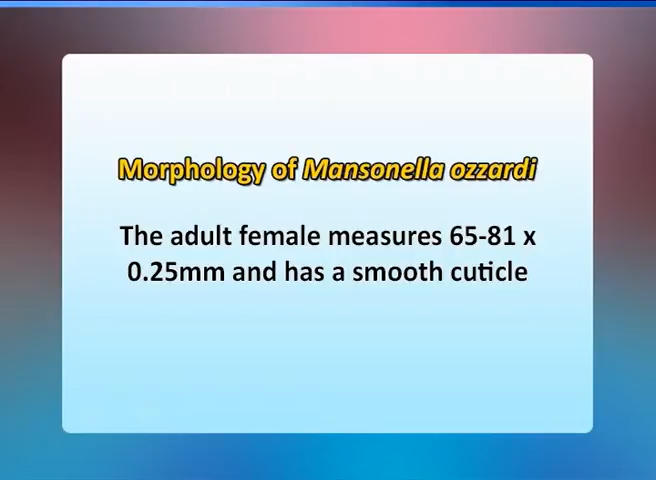 Morphology of Mansonella ozzardi
The adult female measures 65-81 x
0.25mm and has a smooth cuticle